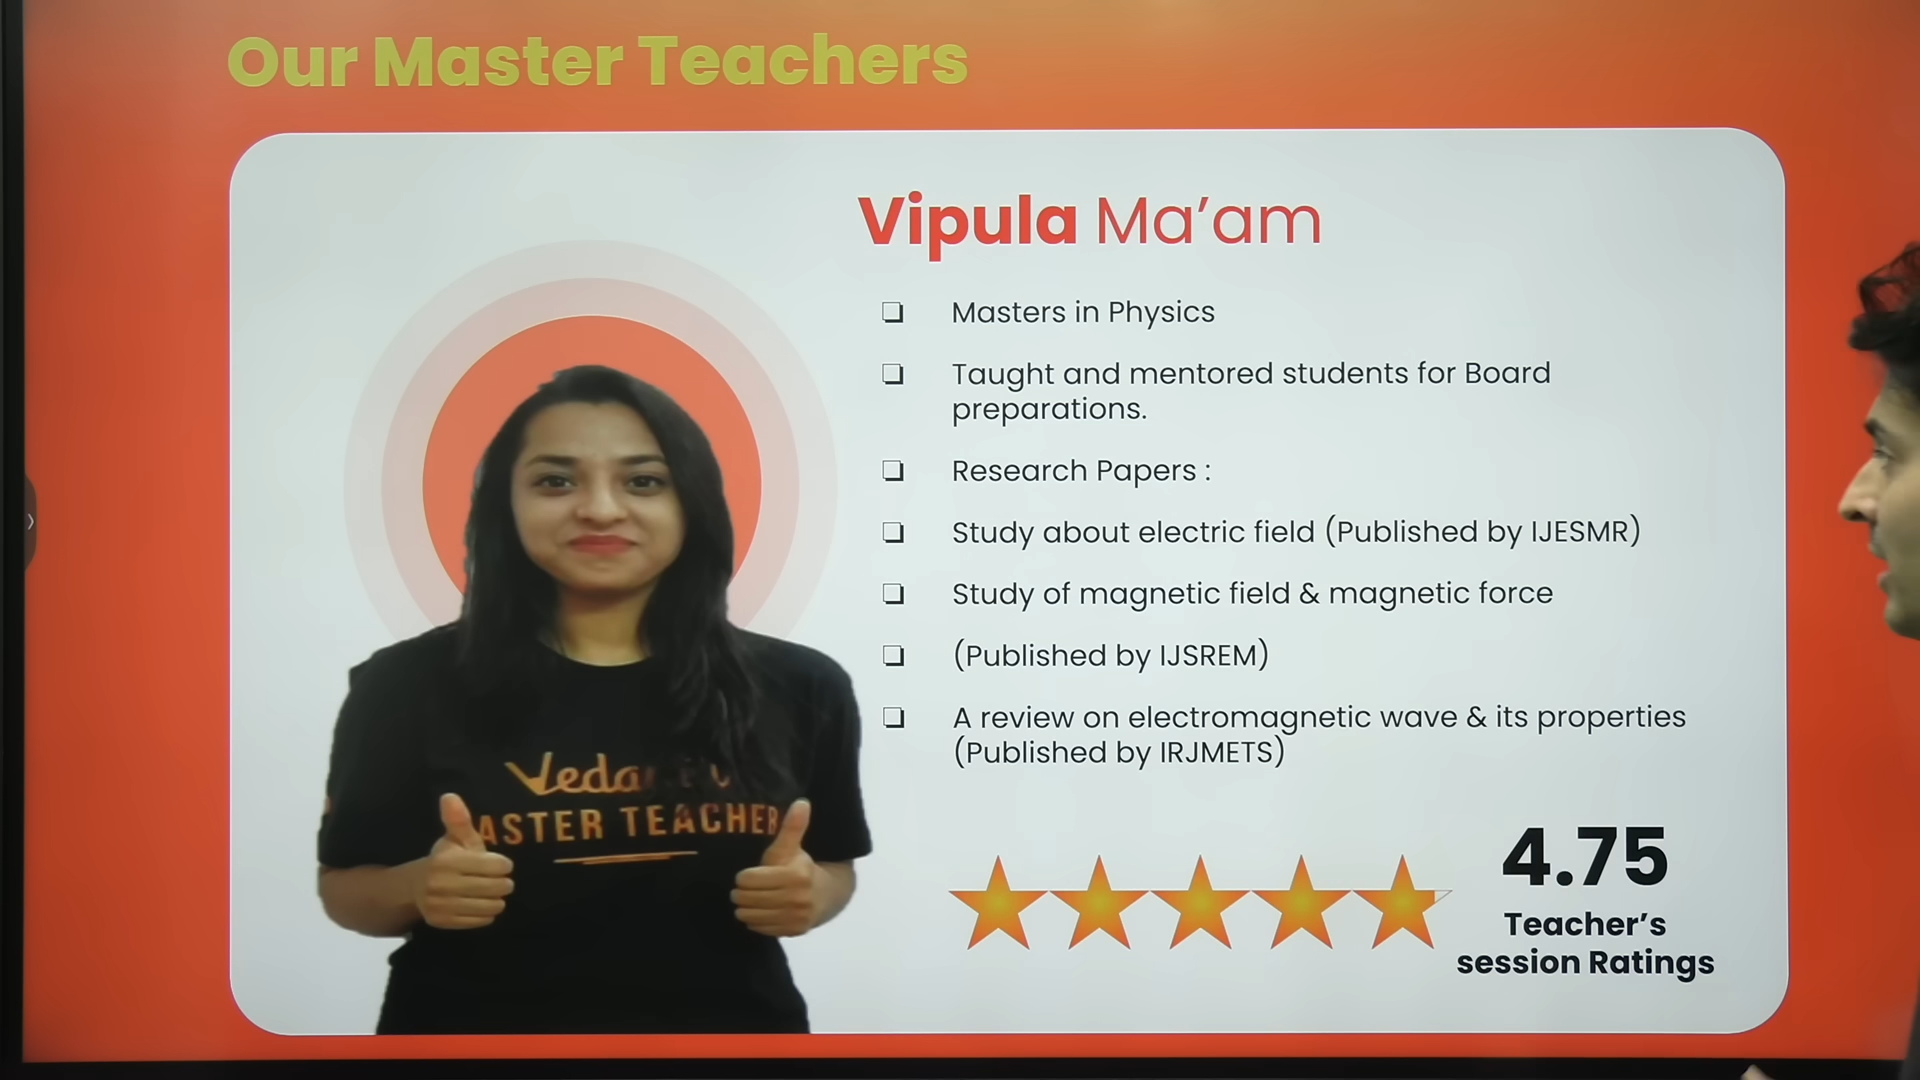 Our Master Teachers
Vipula Ma’am
❏ Masters in Physics
❏ Taught and mentored students for Board
preparations.
❏ Research Papers :
❏ Study about electric field (Published by IJESMR)
❏ Study of magnetic field & magnetic force
❏ (Published by IJSREM)
❏ A review on electromagnetic wave & its properties
(Published by IRJMETS)
ASTER TEACHER
4.75
Teacher’s
session Ratings